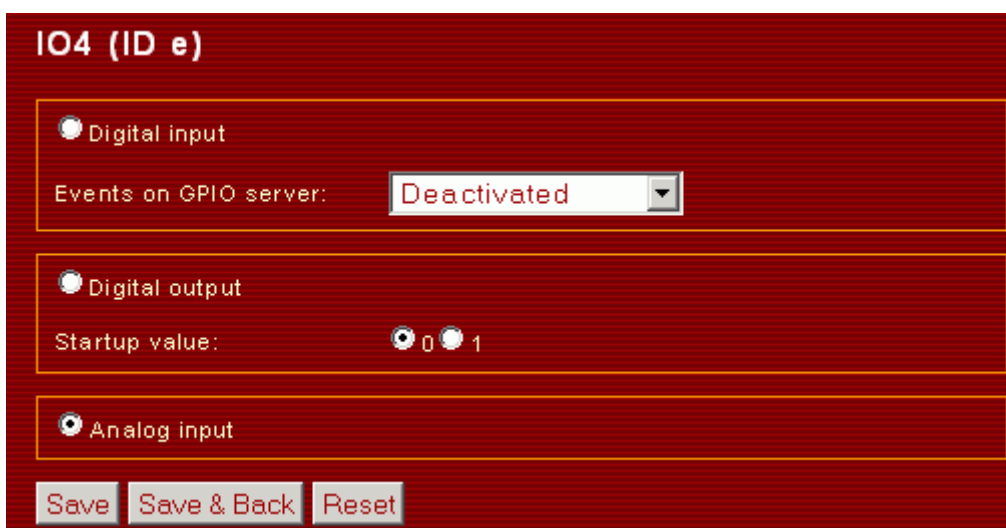 IO4 (ID e)
Digital input
Events on GPIO server: Deactivated
Digital output
Startup value: 0 1
Analog input
Save Save & Back Reset